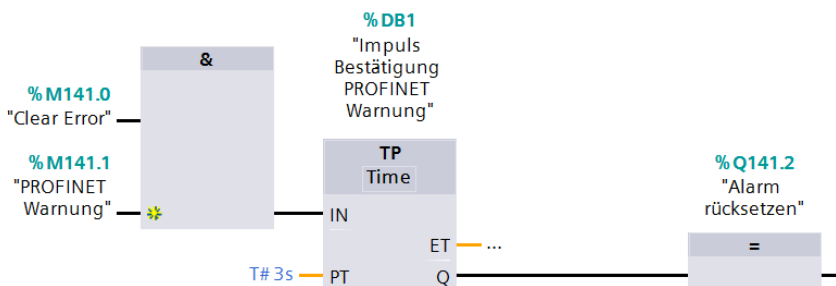 %DB1
"Impuls
Bestätigung
PROFINET
Warnung"
&
%M141.0
"Clear Error"
%M141.1
"PROFINET
Warnung"
TP
Time
IN
ET ...
T#3s PT Q
%Q141.2
"Alarm
rücksetzen"
=